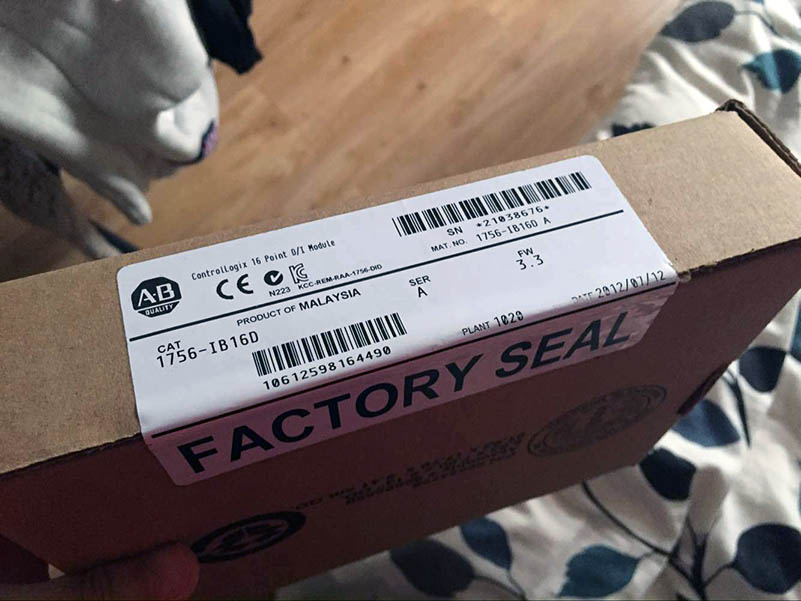 ControlLogix 16 Point D/I Module
*21038676*
SN
MAT. NO. 1756-IB16D A
A-B
QUALITY
CE
N223 KCC-REM-RAA-1756-DID
PRODUCT OF MALAYSIA
SER
A
FW
3.3
CAT
1756-IB16D
10612598164490
PLANT 1020
DATE 2012/07/12
FACTORY SEAL